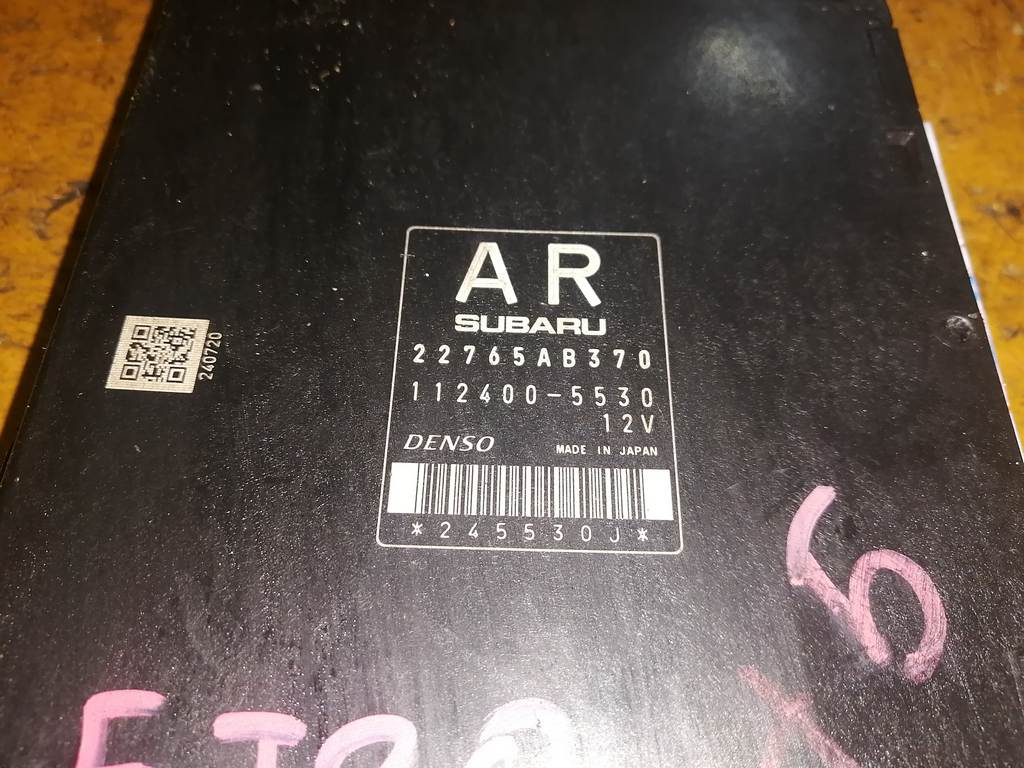 AR
SUBARU
22765AB370
112400-5530
12V
DENSO MADE IN JAPAN
*245530J*
240720